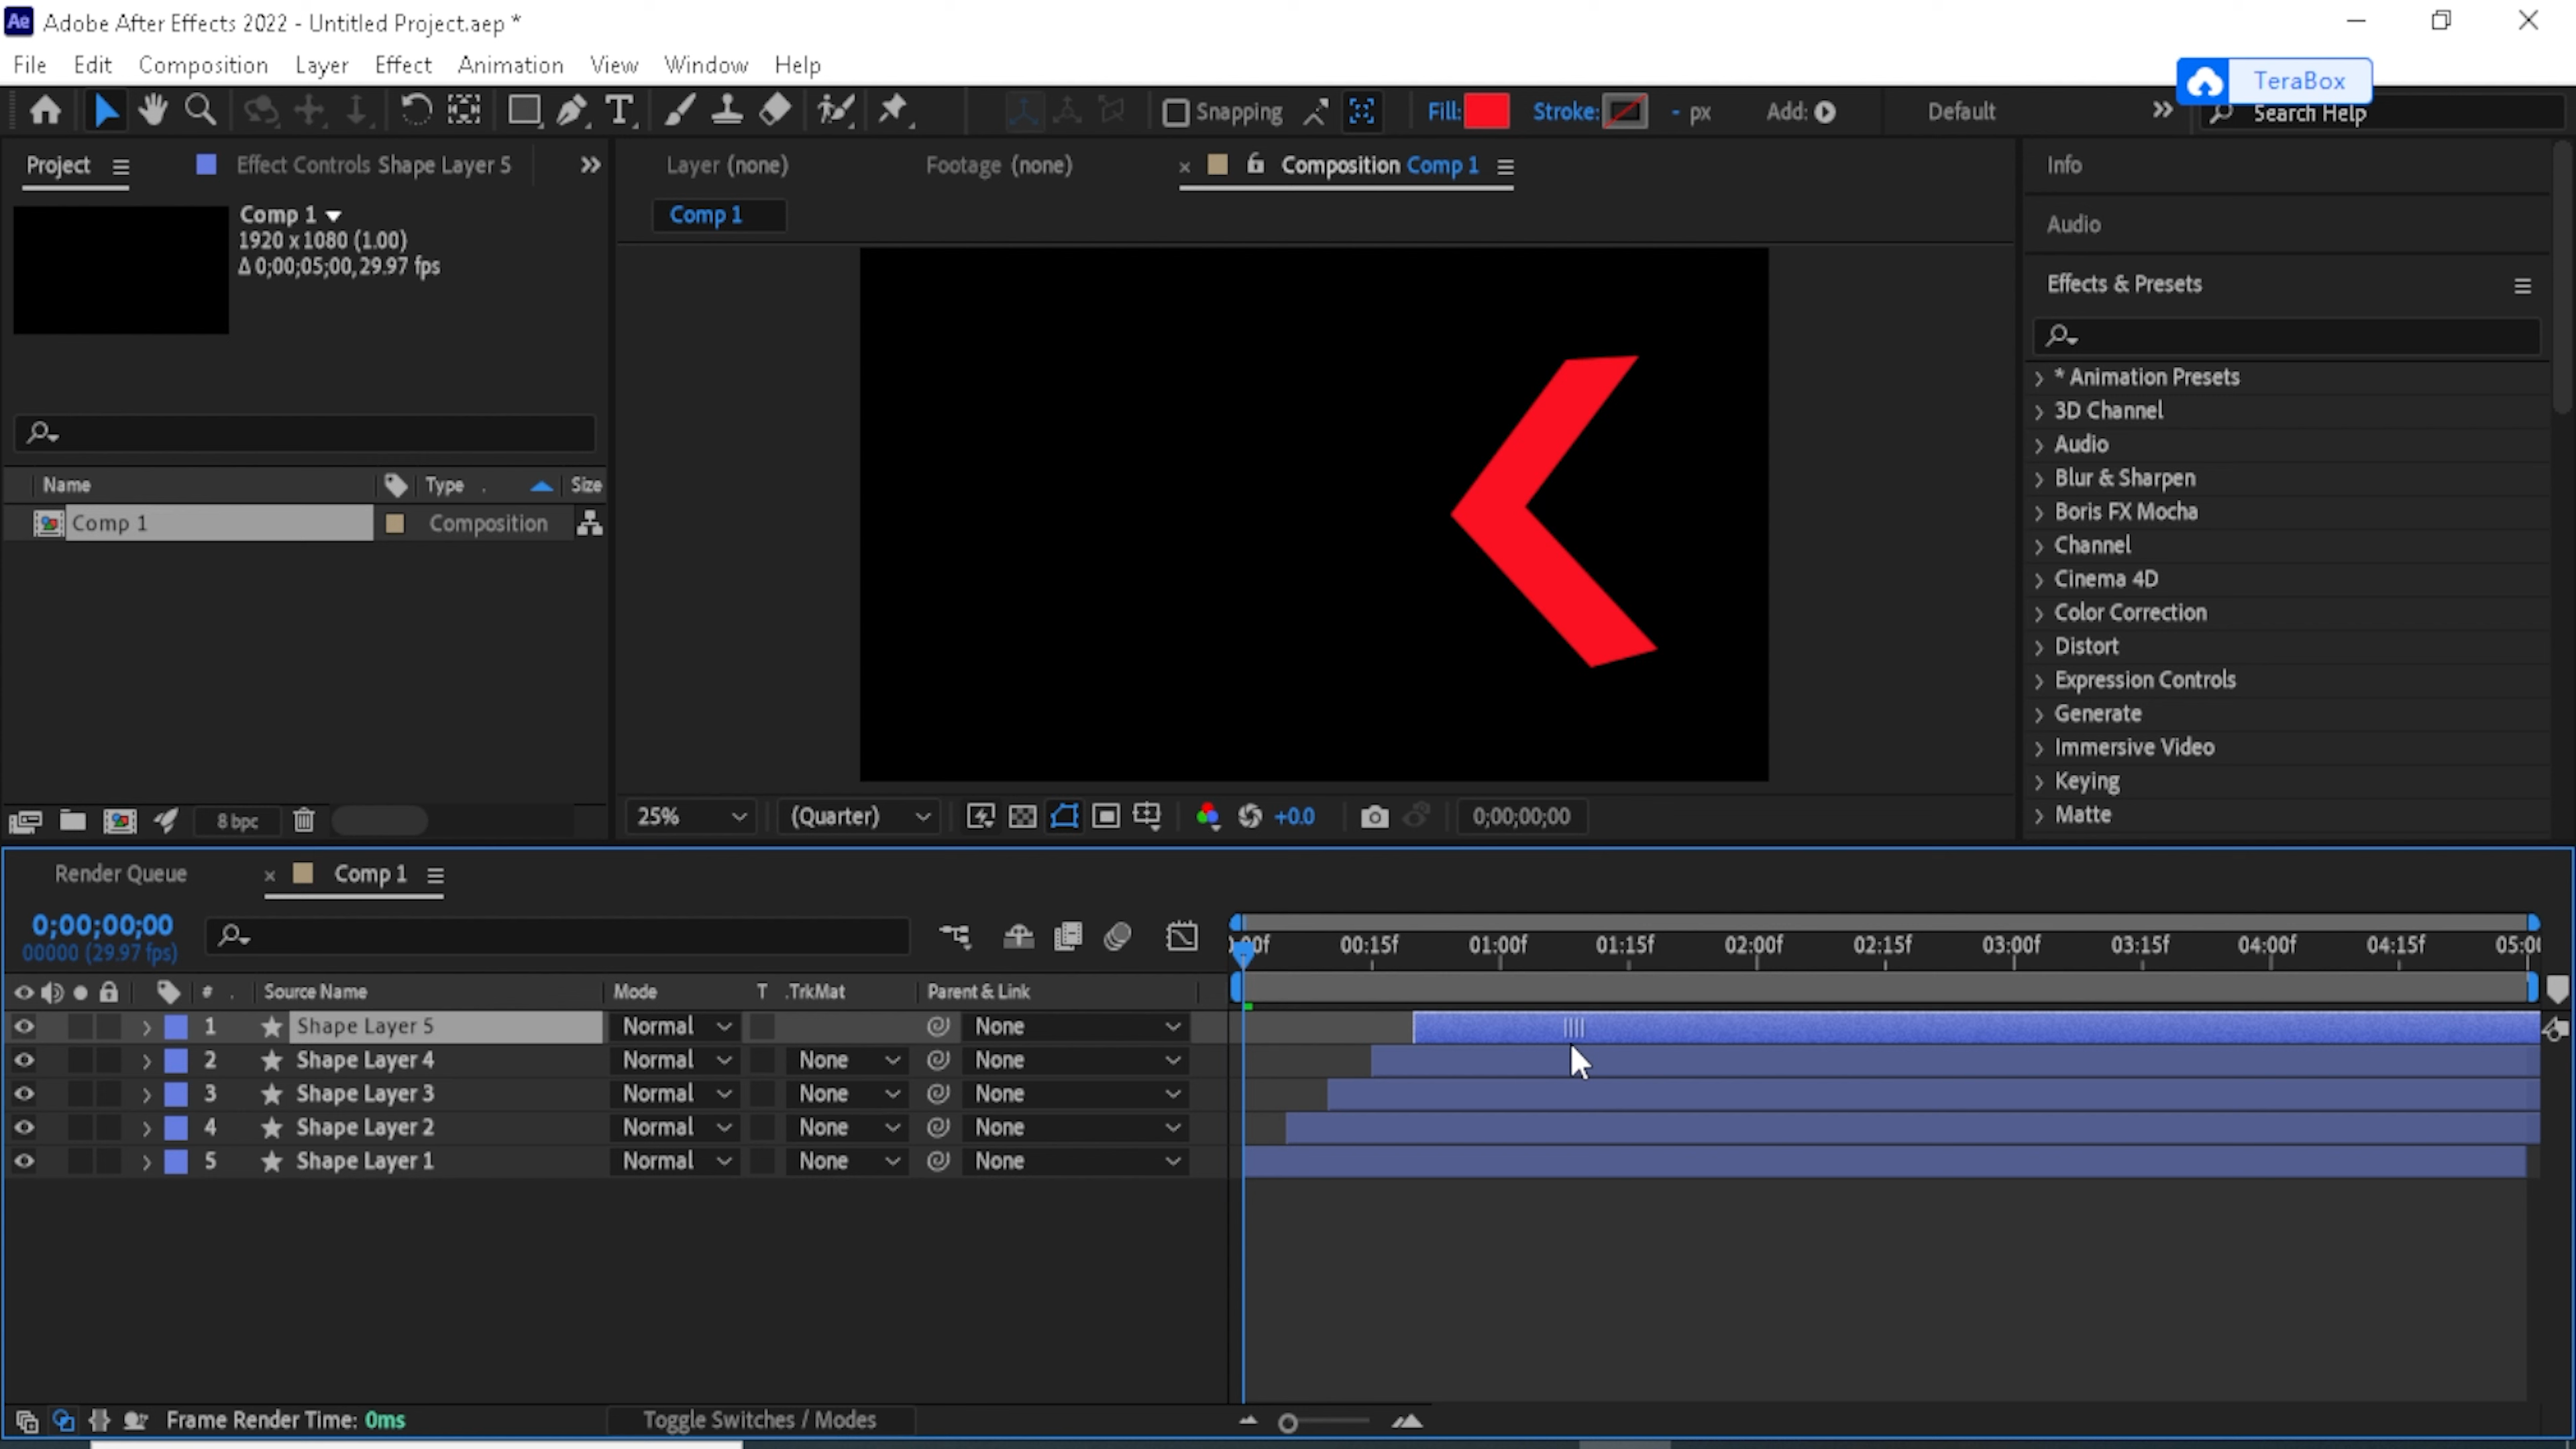 Ae Adobe After Effects 2022 - Untitled Project.aep *
File Edit Composition Layer Effect Animation View Window Help
TeraBox
Snapping Fill: Stroke: - px Add: Default Search Help
Project Effect Controls Shape Layer 5
Layer (none) Footage (none) Composition Comp 1
Info
Comp 1
1920 x 1080 (1.00)
Δ 0;00;05;00, 29.97 fps
Comp 1
Audio
Effects & Presets
* Animation Presets
3D Channel
Audio
Blur & Sharpen
Boris FX Mocha
Channel
Cinema 4D
Color Correction
Distort
Expression Controls
Generate
Immersive Video
Keying
Matte
Name Type Size
Comp 1 Composition
8 bpc
25% (Quarter) +0.0 0;00;00;00
Render Queue Comp 1
0;00;00;00
00000 (29.97 fps)
00f 00:15f 01:00f 01:15f 02:00f 02:15f 03:00f 03:15f 04:00f 04:15f 05:0
# Source Name Mode T .TrkMat Parent & Link
1 Shape Layer 5 Normal None
2 Shape Layer 4 Normal None None
3 Shape Layer 3 Normal None None
4 Shape Layer 2 Normal None None
5 Shape Layer 1 Normal None None
Frame Render Time: 0ms Toggle Switches / Modes